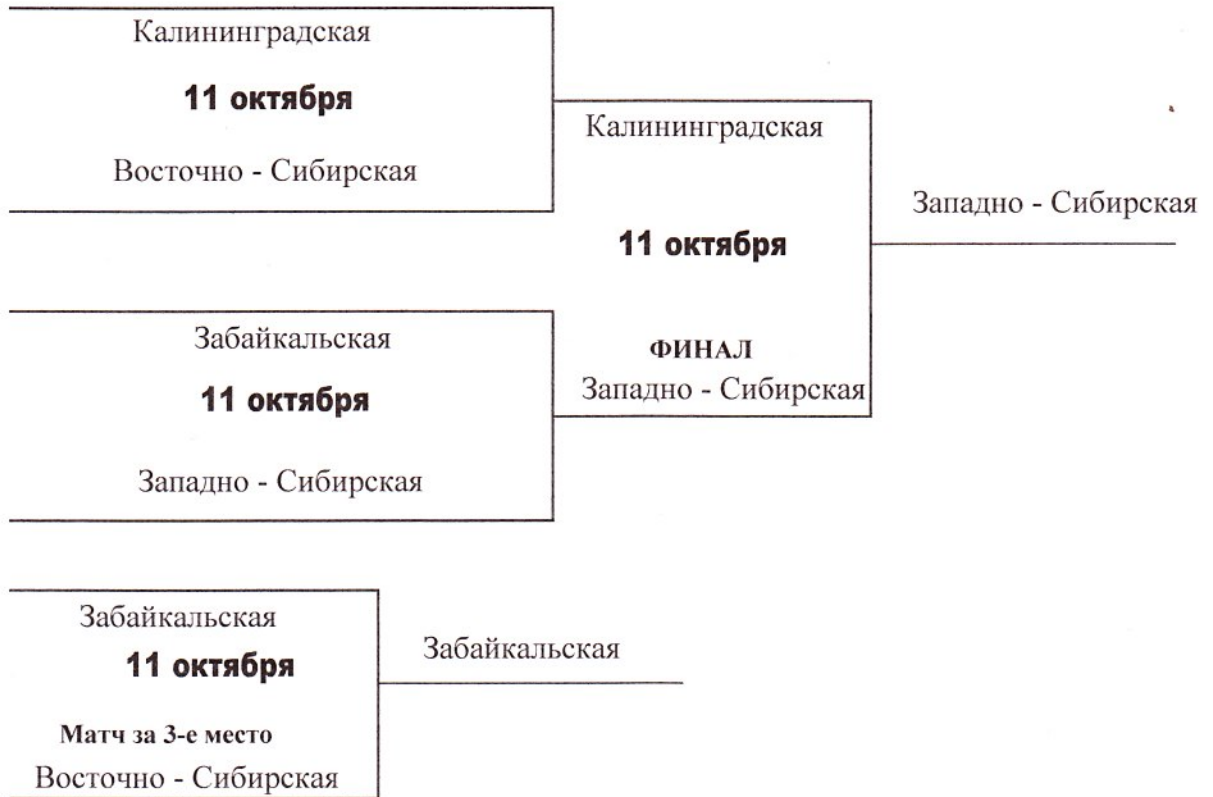 Калининградская
11 октября
Восточно - Сибирская
Калининградская
11 октября
ФИНАЛ
Западно - Сибирская
Западно - Сибирская
Забайкальская
11 октября
Западно - Сибирская
Забайкальская
11 октября
Матч за 3-е место
Восточно - Сибирская
Забайкальская